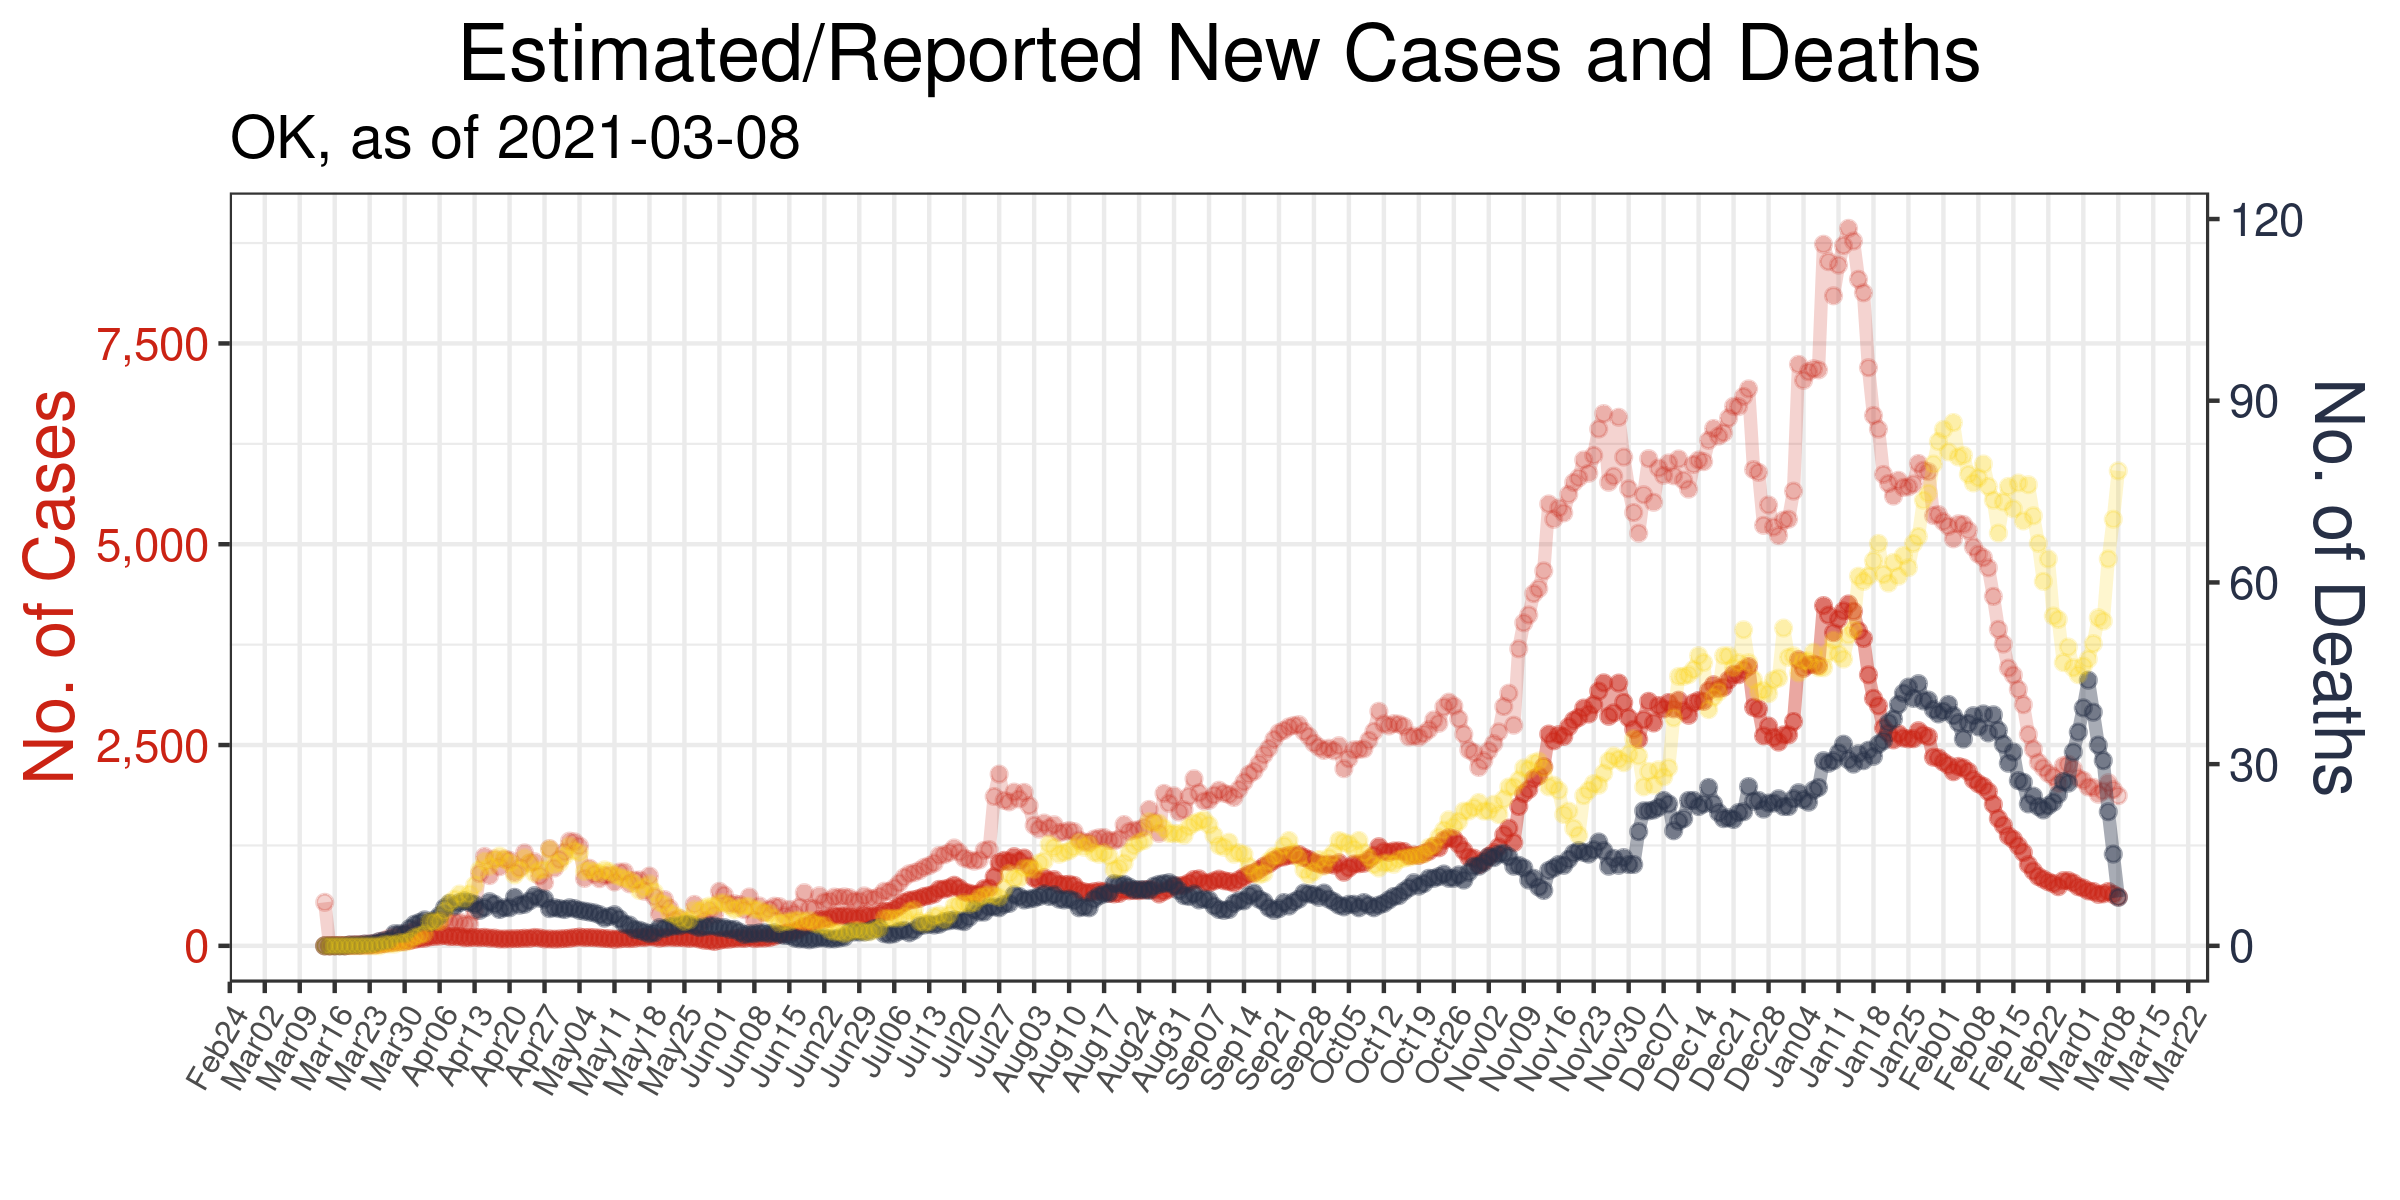 Estimated/Reported New Cases and Deaths
OK, as of 2021-03-08
No. of Cases
7,500
5,000
2,500
0
120
90
60
30
0
No. of Deaths
Feb24
Mar02
Mar09
Mar16
Mar23
Mar30
Apr06
Apr13
Apr20
Apr27
May04
May11
May18
May25
Jun01
Jun08
Jun15
Jun22
Jun29
Jul06
Jul13
Jul20
Jul27
Aug03
Aug10
Aug17
Aug24
Aug31
Sep07
Sep14
Sep21
Sep28
Oct05
Oct12
Oct19
Oct26
Nov02
Nov09
Nov16
Nov23
Nov30
Dec07
Dec14
Dec21
Dec28
Jan04
Jan11
Jan18
Jan25
Feb01
Feb08
Feb15
Feb22
Mar01
Mar08
Mar15
Mar22